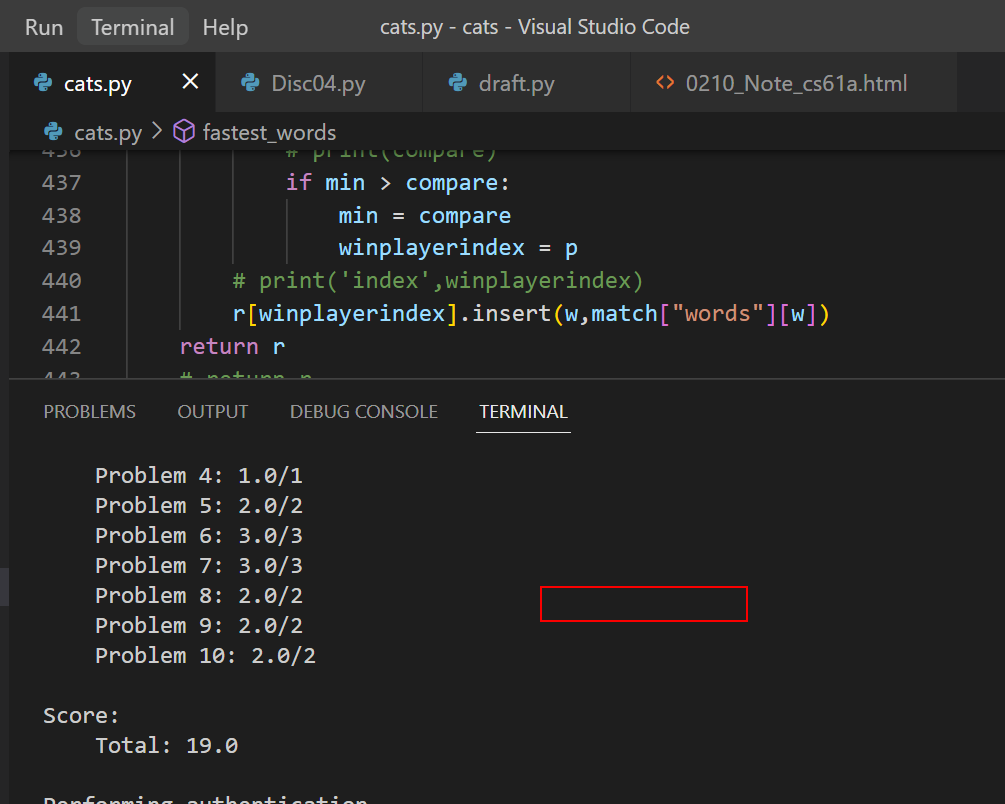 Run Terminal Help cats.py - cats - Visual Studio Code
cats.py × Disc04.py draft.py <> 0210_Note_cs61a.html
cats.py > fastest_words
436 # print(compare)
437 if min > compare:
438 min = compare
439 winplayerindex = p
440 # print('index',winplayerindex)
441 r[winplayerindex].insert(w,match["words"][w])
442 return r
443 # return r
PROBLEMS OUTPUT DEBUG CONSOLE TERMINAL
Problem 4: 1.0/1
Problem 5: 2.0/2
Problem 6: 3.0/3
Problem 7: 3.0/3
Problem 8: 2.0/2
Problem 9: 2.0/2
Problem 10: 2.0/2
Score:
Total: 19.0
Performing authentication